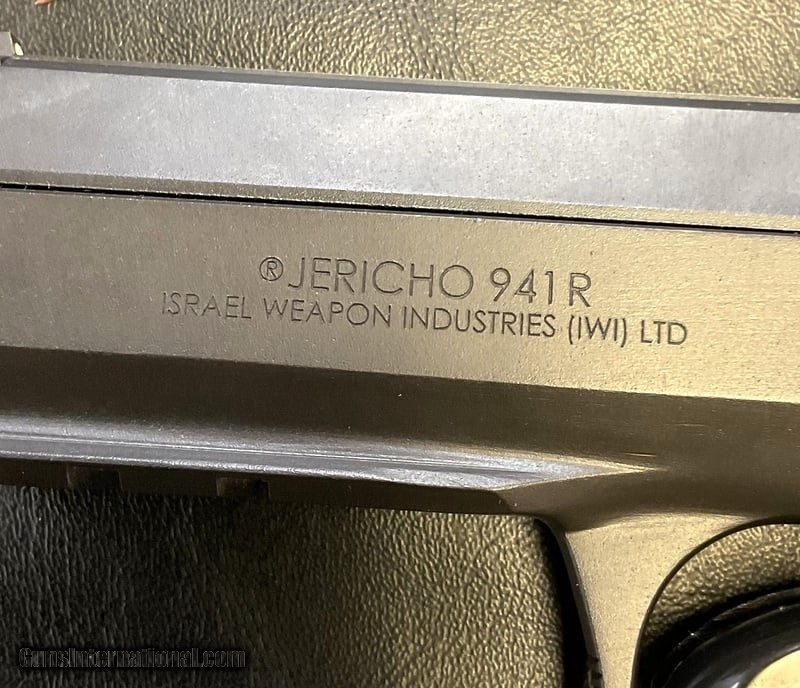 ®JERICHO 941R
ISRAEL WEAPON INDUSTRIES (IWI) LTD
GunsInternational.com